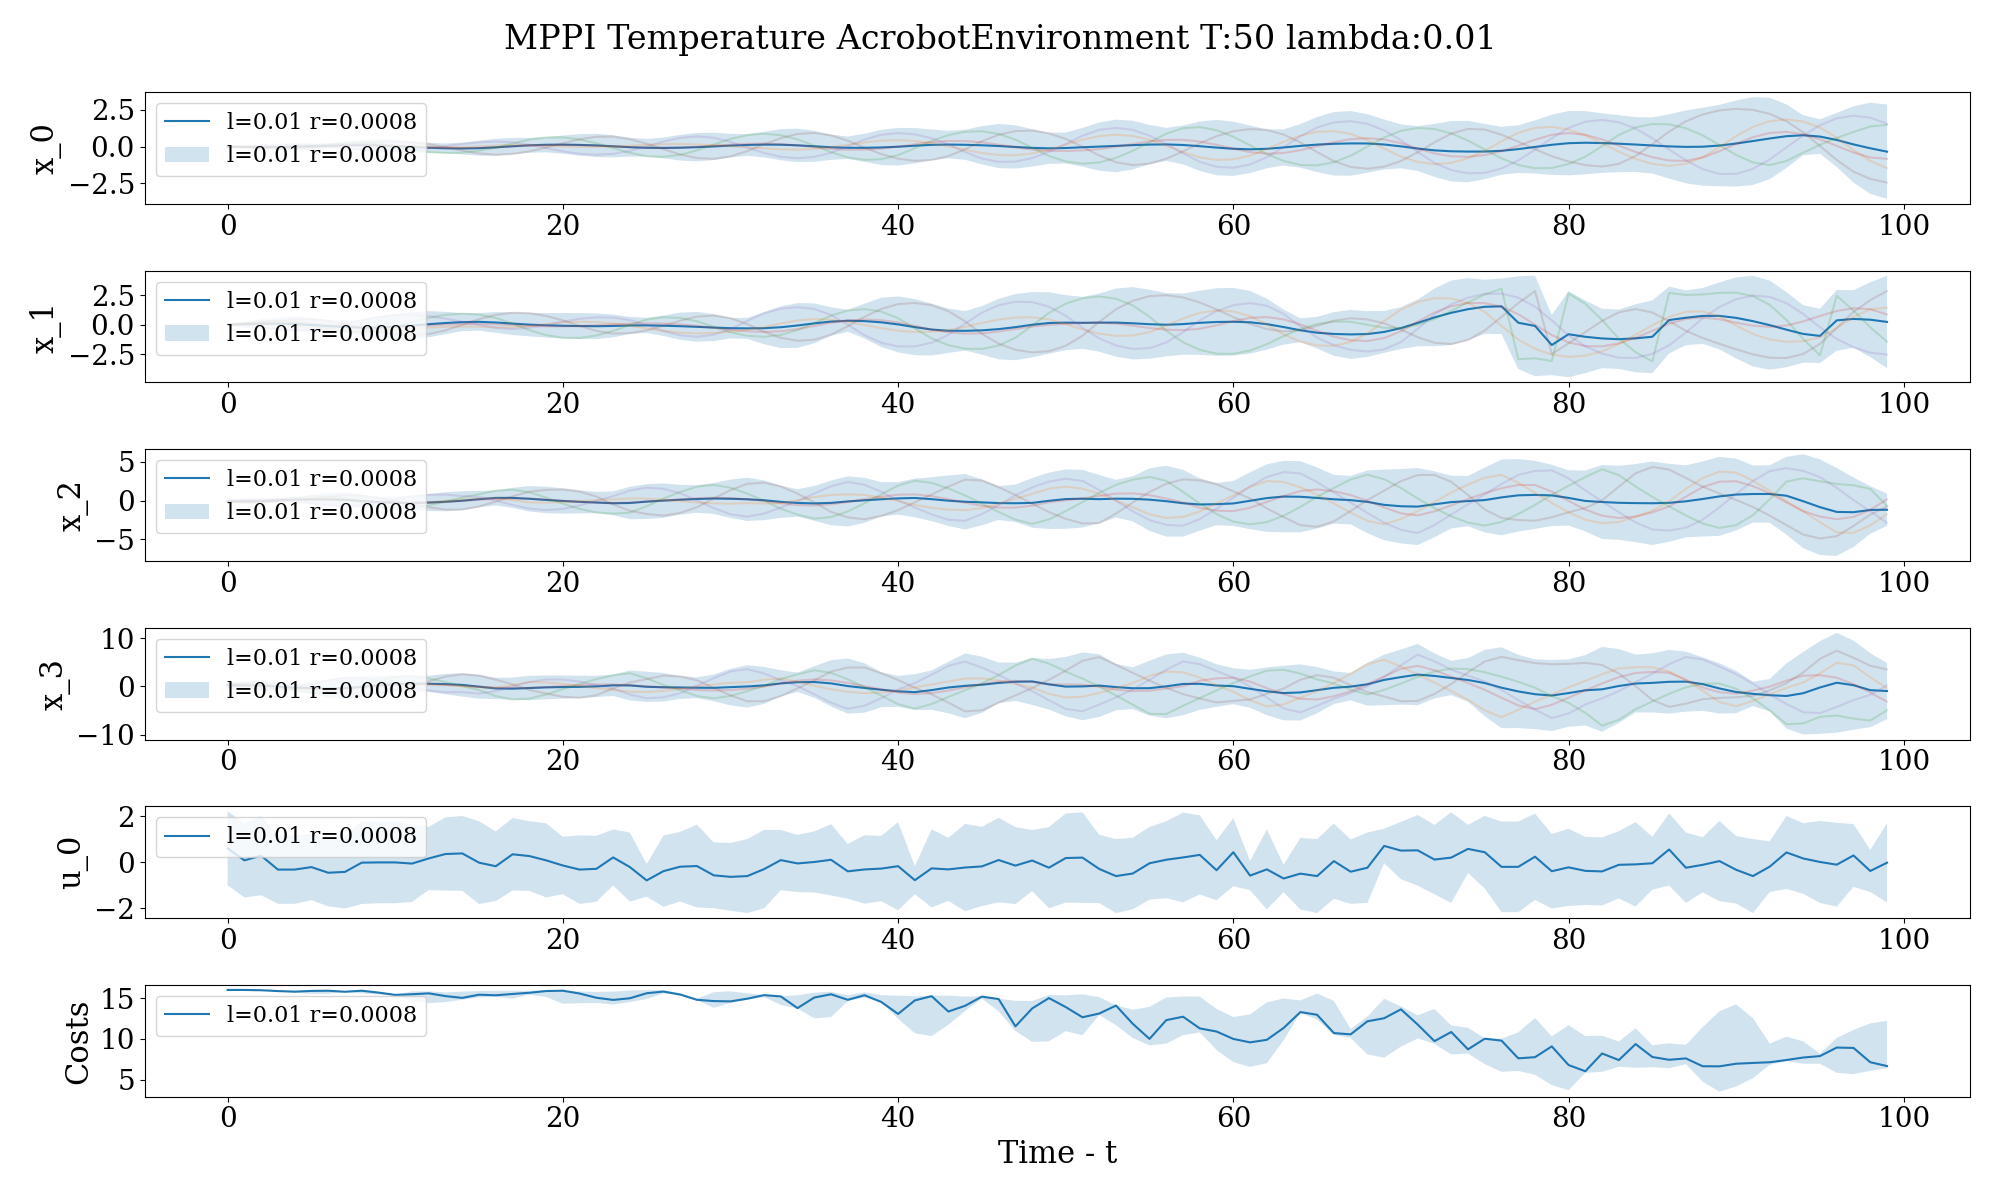 MPPI Temperature AcrobotEnvironment T:50 lambda:0.01
x_0
2.5
0.0
−2.5
l=0.01 r=0.0008
l=0.01 r=0.0008
0 20 40 60 80 100
x_1
2.5
0.0
−2.5
l=0.01 r=0.0008
l=0.01 r=0.0008
0 20 40 60 80 100
x_2
5
0
−5
l=0.01 r=0.0008
l=0.01 r=0.0008
0 20 40 60 80 100
x_3
10
0
−10
l=0.01 r=0.0008
l=0.01 r=0.0008
0 20 40 60 80 100
u_0
2
0
−2
l=0.01 r=0.0008
0 20 40 60 80 100
Costs
15
10
5
l=0.01 r=0.0008
0 20 40 60 80 100
Time - t